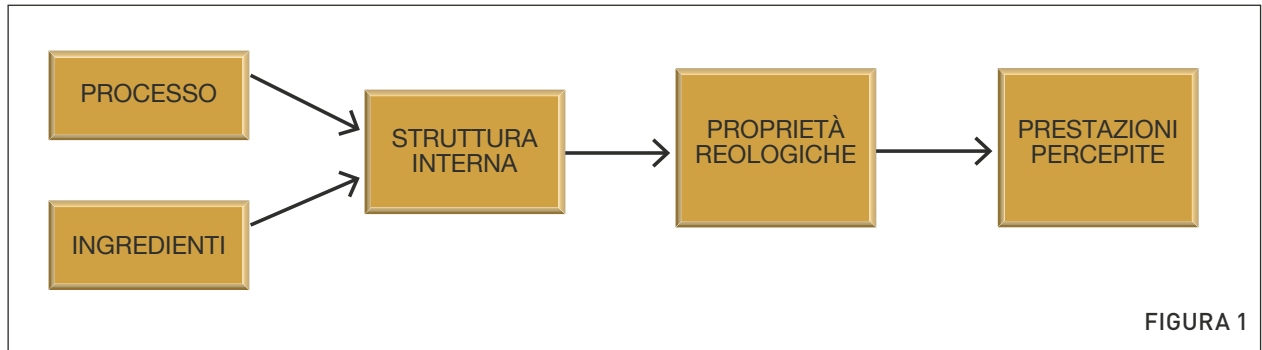 PROCESSO
INGREDIENTI
STRUTTURA
INTERNA
PROPRIETÀ
REOLOGICHE
PRESTAZIONI
PERCEPITE
FIGURA 1